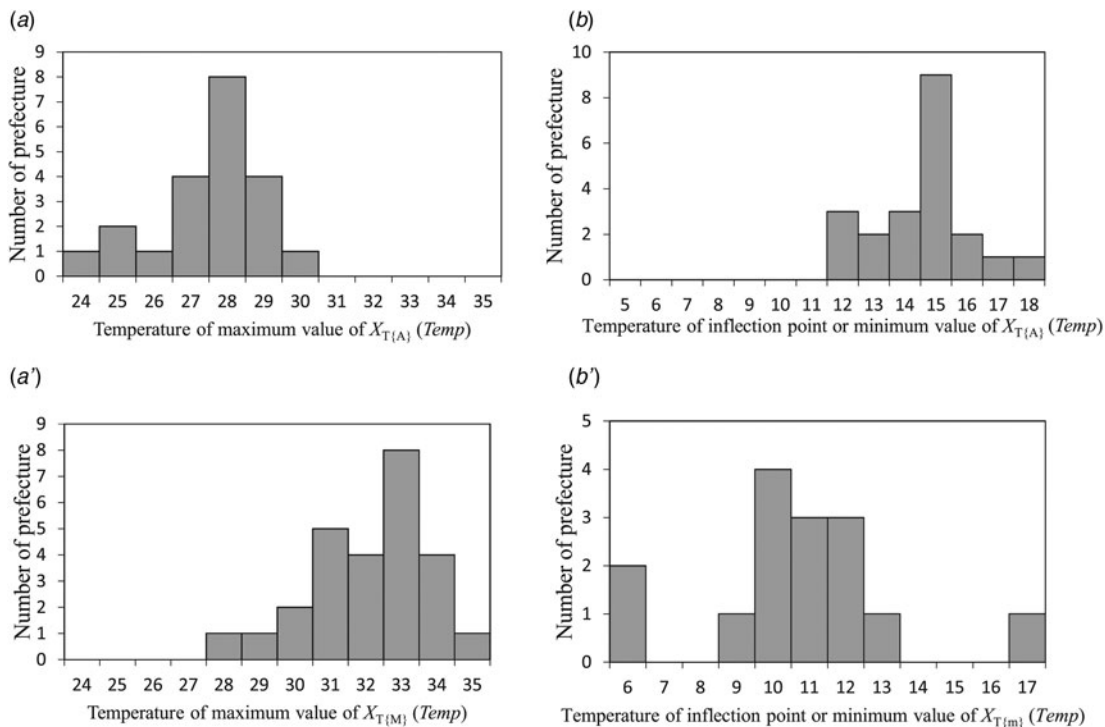 (a)
9
8
7
6
5
4
3
2
1
0
Number of prefecture
24 25 26 27 28 29 30 31 32 33 34 35
Temperature of maximum value of X_T{A} (Temp)
(b)
10
8
6
4
2
0
Number of prefecture
5 6 7 8 9 10 11 12 13 14 15 16 17 18
Temperature of inflection point or minimum value of X_T{A} (Temp)
(a’)
9
8
7
6
5
4
3
2
1
0
Number of prefecture
24 25 26 27 28 29 30 31 32 33 34 35
Temperature of maximum value of X_T{M} (Temp)
(b’)
5
4
3
2
1
0
Number of prefecture
6 7 8 9 10 11 12 13 14 15 16 17
Temperature of inflection point or minimum value of X_T{m} (Temp)